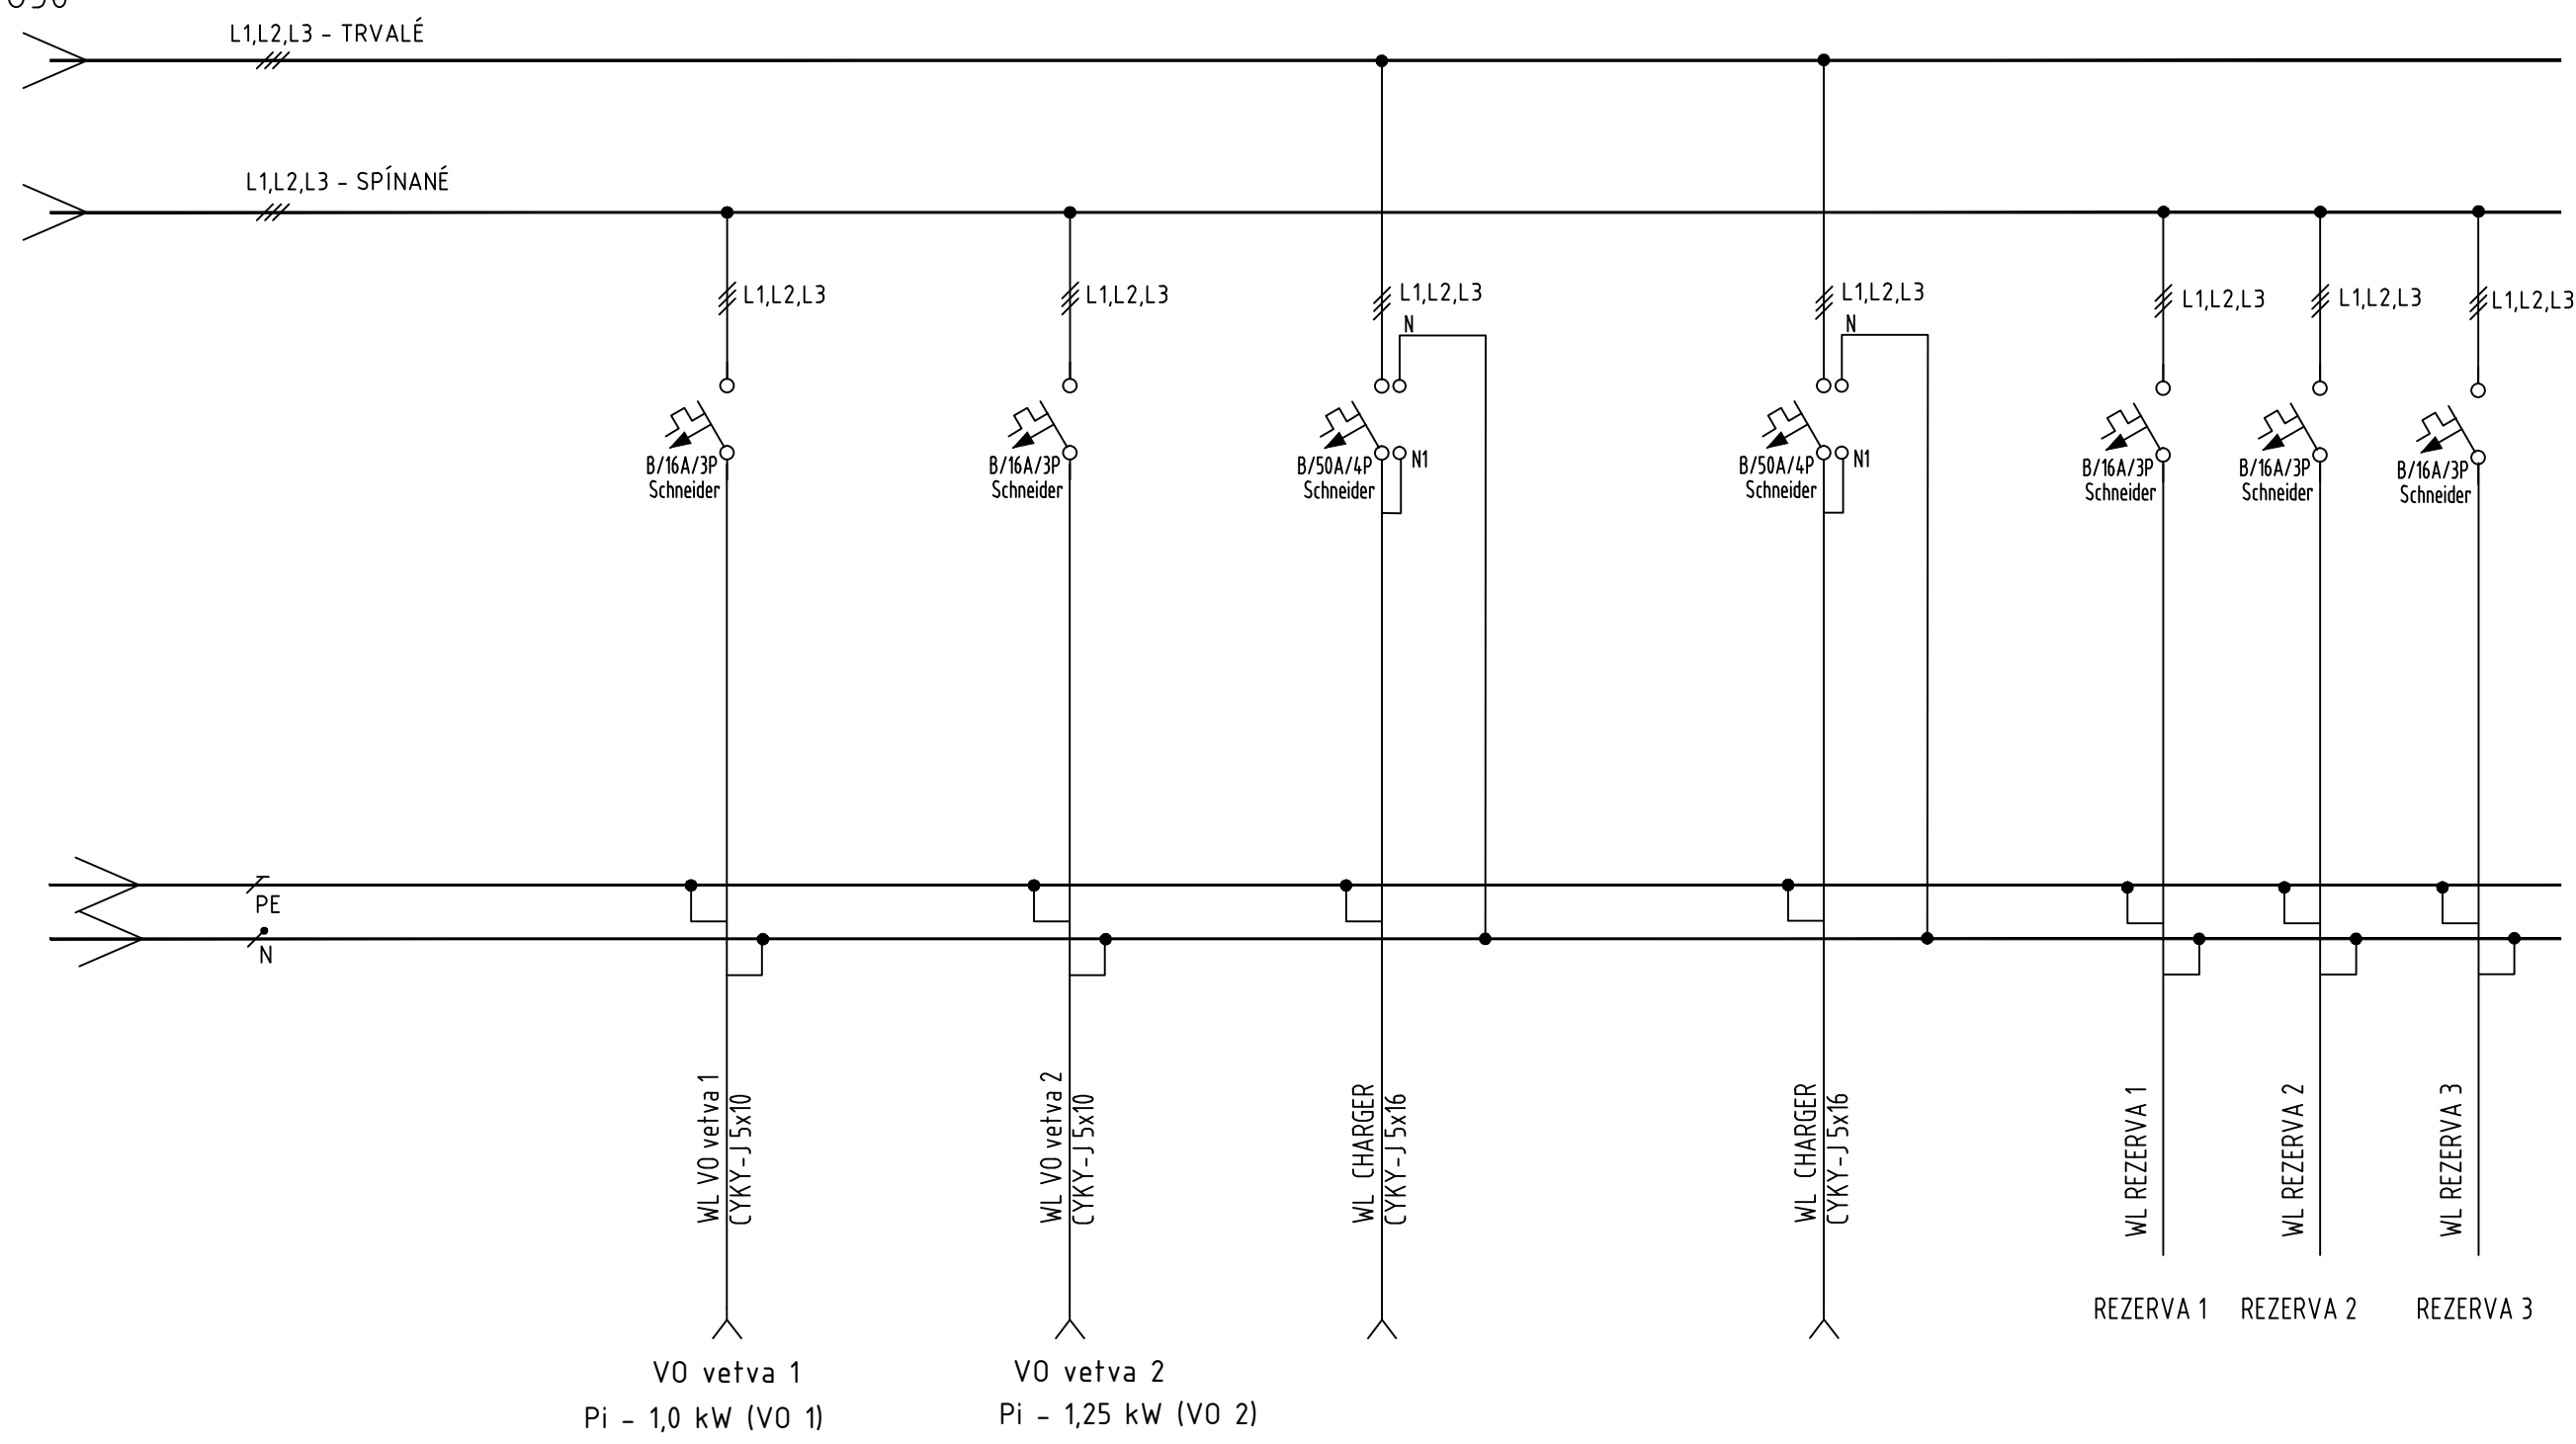 L1,L2,L3 - TRVALÉ
L1,L2,L3 - SPÍNANÉ
L1,L2,L3
L1,L2,L3
L1,L2,L3
L1,L2,L3
L1,L2,L3
L1,L2,L3
L1,L2,L3
N
N
B/16A/3P
Schneider
B/16A/3P
Schneider
B/50A/4P
Schneider
N1
B/50A/4P
Schneider
N1
B/16A/3P
Schneider
B/16A/3P
Schneider
B/16A/3P
Schneider
PE
N
WL VO vetva 1
CYKY-J 5x10
WL VO vetva 2
CYKY-J 5x10
WL CHARGER
CYKY-J 5x16
WL CHARGER
CYKY-J 5x16
WL REZERVA 1
WL REZERVA 2
WL REZERVA 3
REZERVA 1
REZERVA 2
REZERVA 3
VO vetva 1
Pi - 1,0 kW (VO 1)
VO vetva 2
Pi - 1,25 kW (VO 2)